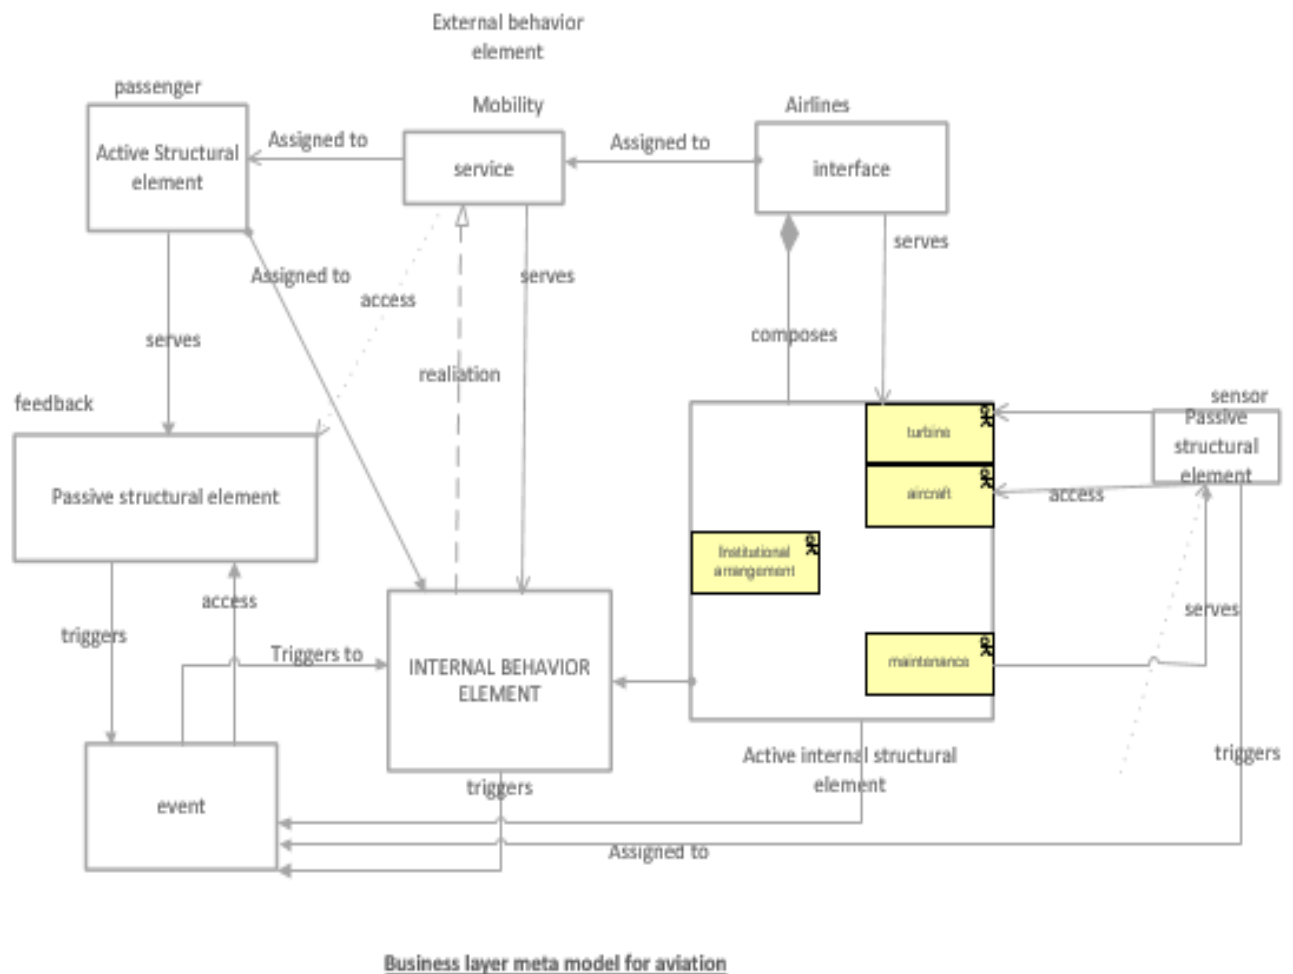 External behavior
element
passenger
Mobility
Airlines
Active Structural
element
Assigned to
service
Assigned to
interface
serves
Assigned to
access
serves
serves
composes
realiation
feedback
sensor
Passive
structural
element
turbine
aircraft
access
Passive structural element
Institutional
arrangement
access
serves
triggers
Triggers to
INTERNAL BEHAVIOR
ELEMENT
maintenance
Active internal structural
element
triggers
triggers
event
Assigned to
Business layer meta model for aviation